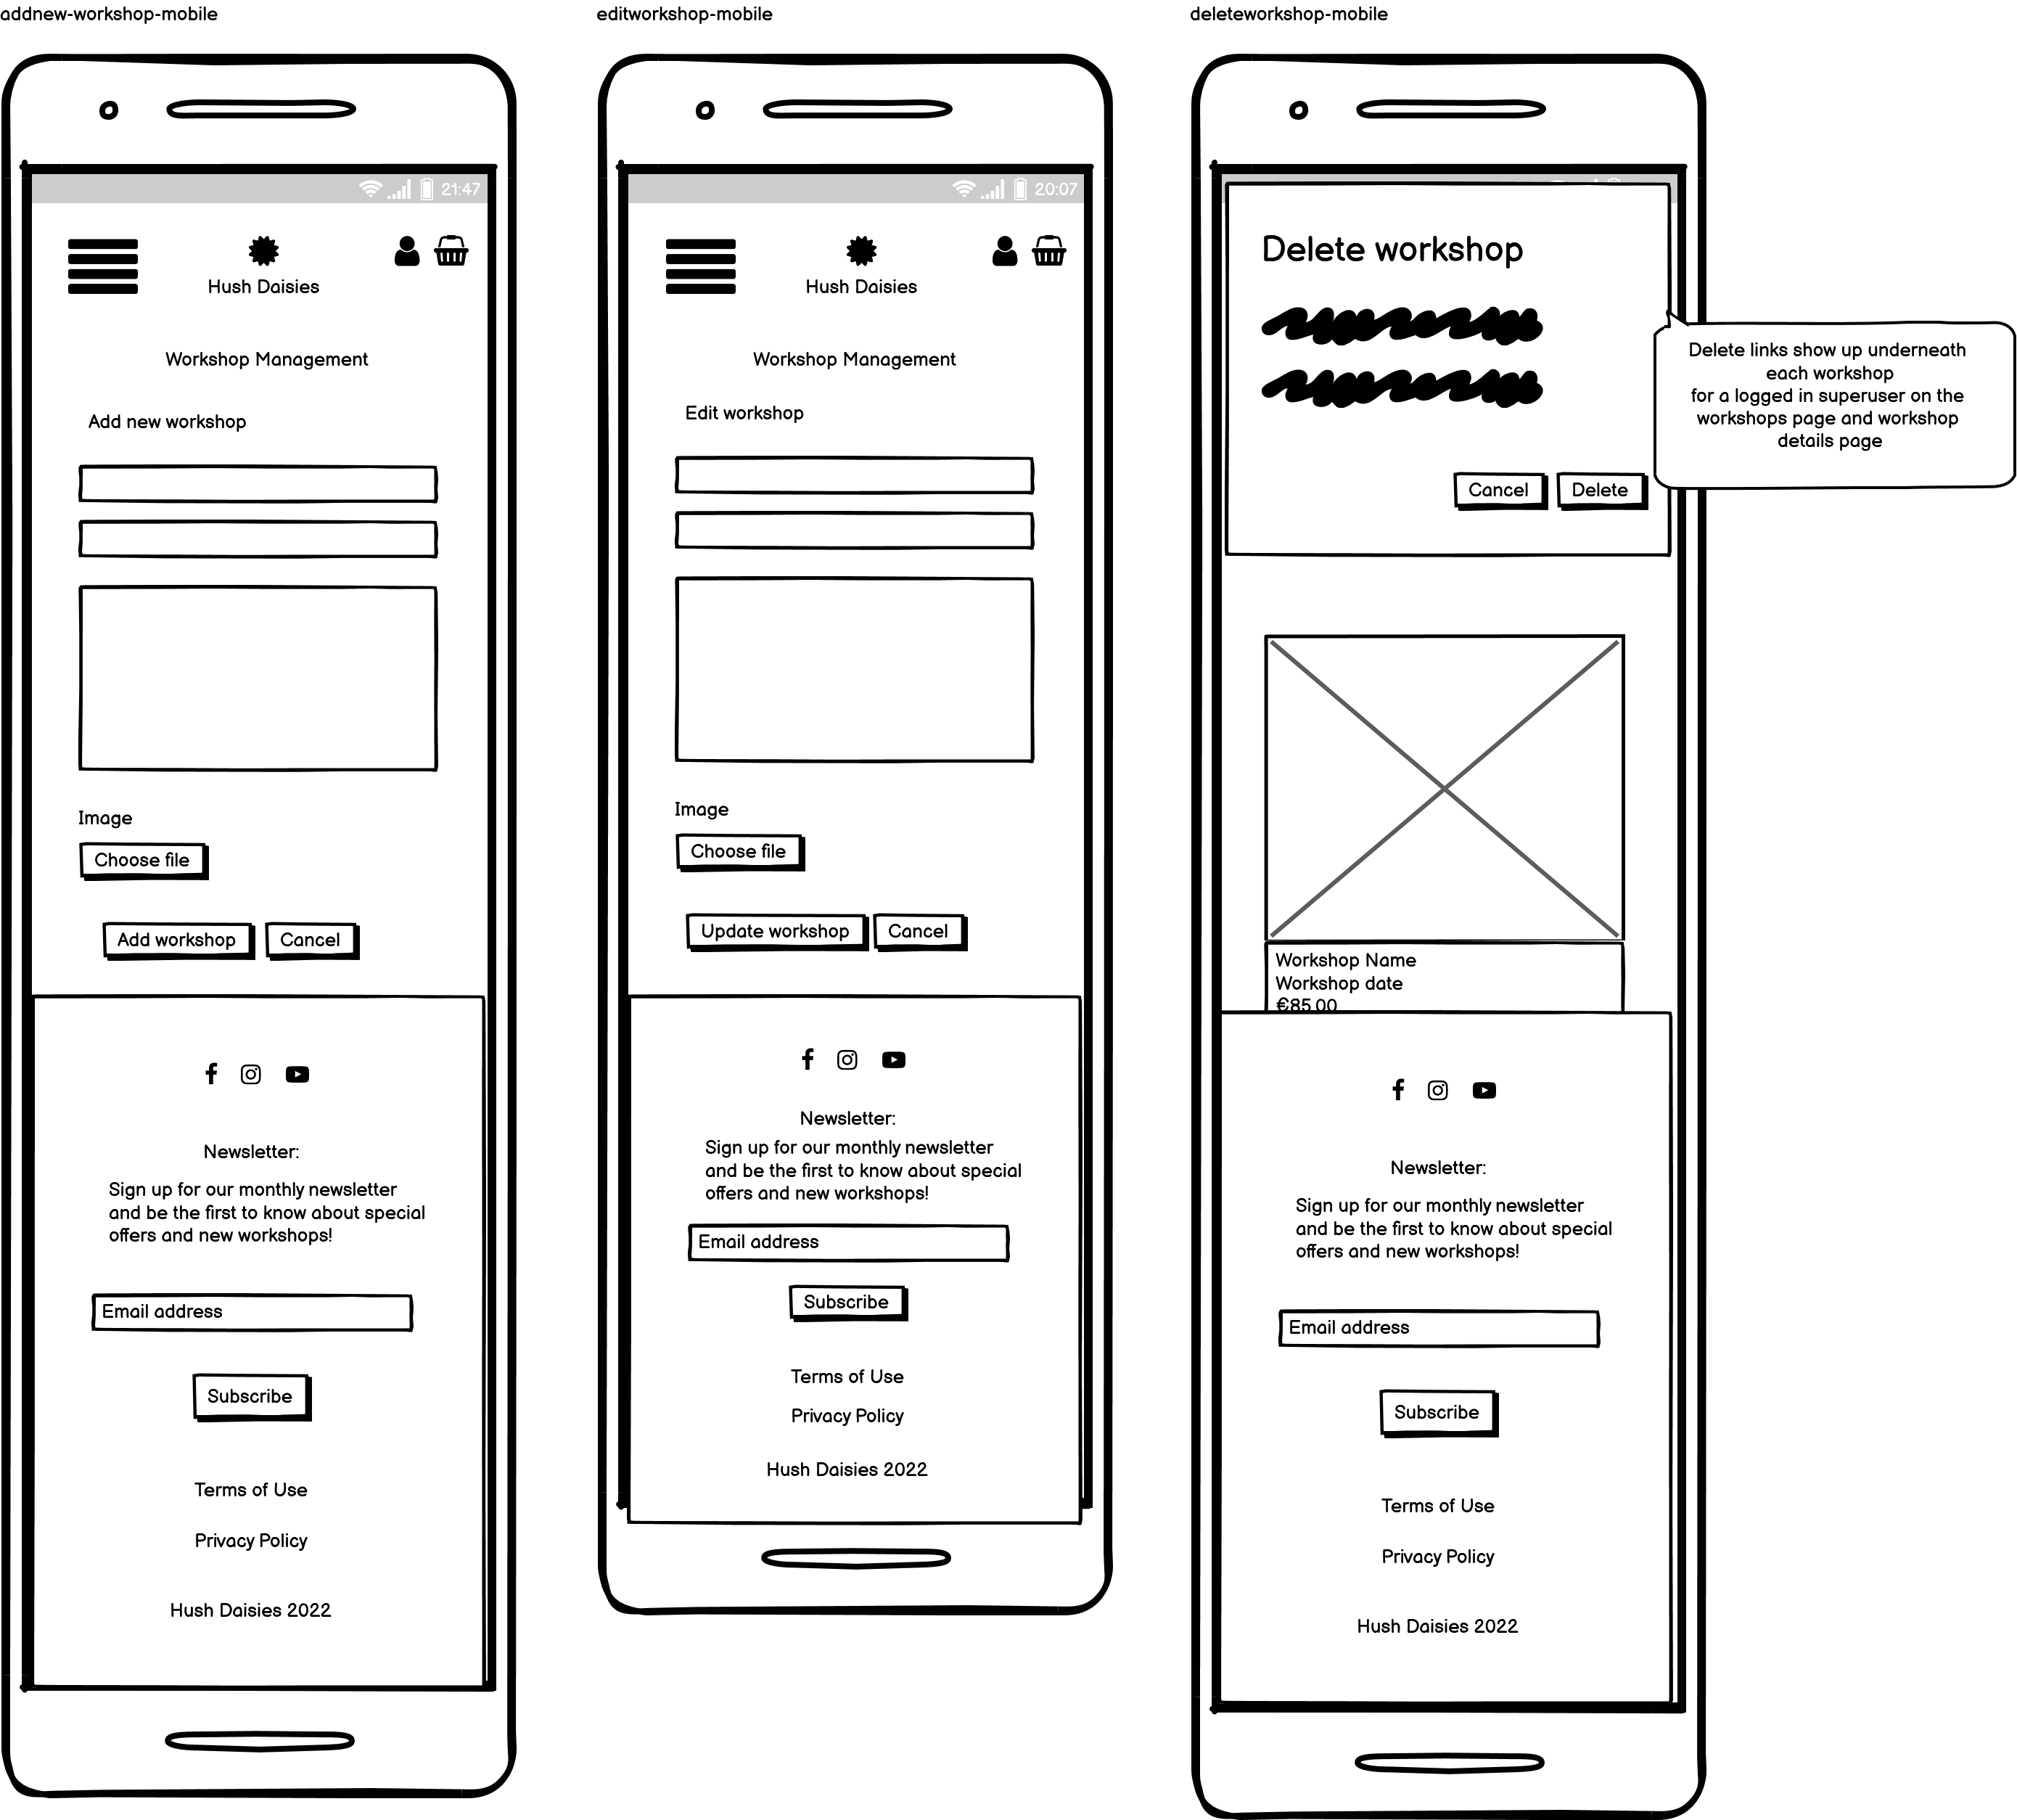 addnew-workshop-mobile
21:47
Hush Daisies
Workshop Management
Add new workshop
Image
Choose file
Add workshop
Cancel
Newsletter:
Sign up for our monthly newsletter
and be the first to know about special
offers and new workshops!
Email address
Subscribe
Terms of Use
Privacy Policy
Hush Daisies 2022
editworkshop-mobile
20:07
Hush Daisies
Workshop Management
Edit workshop
Image
Choose file
Update workshop
Cancel
Newsletter:
Sign up for our monthly newsletter
and be the first to know about special
offers and new workshops!
Email address
Subscribe
Terms of Use
Privacy Policy
Hush Daisies 2022
deleteworkshop-mobile
Delete workshop
Cancel
Delete
Delete links show up underneath
each workshop
for a logged in superuser on the
workshops page and workshop
details page
Workshop Name
Workshop date
€85.00
Newsletter:
Sign up for our monthly newsletter
and be the first to know about special
offers and new workshops!
Email address
Subscribe
Terms of Use
Privacy Policy
Hush Daisies 2022